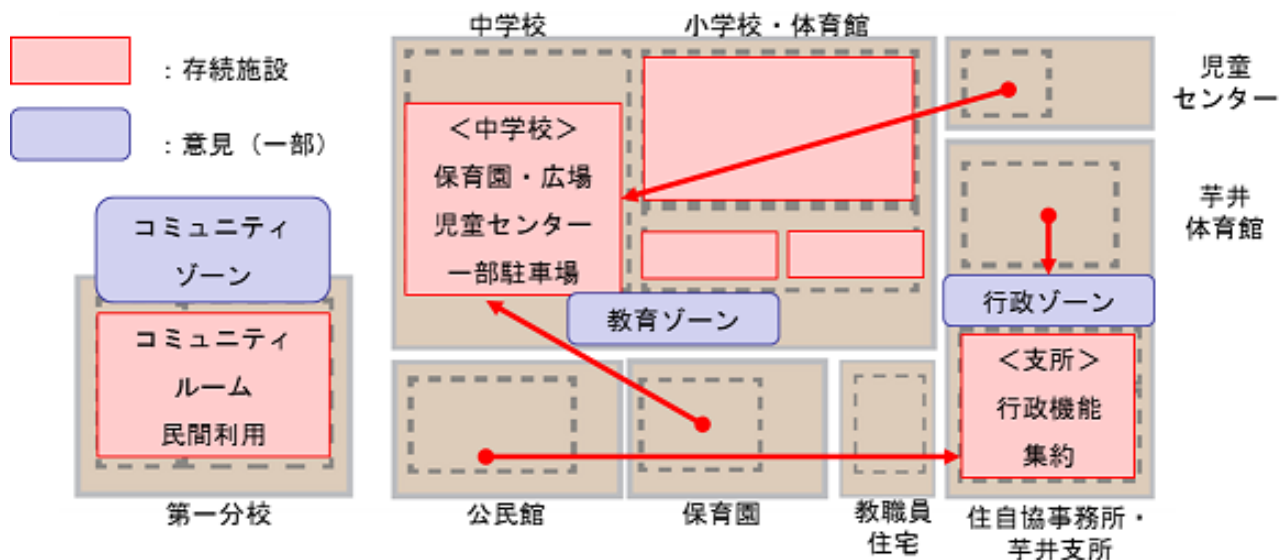 中学校
小学校・体育館
：存続施設
：意見（一部）
児童
センター
芋井
体育館
＜中学校＞
保育園・広場
児童センター
一部駐車場
コミュニティ
ゾーン
教育ゾーン
行政ゾーン
コミュニティ
ルーム
民間利用
＜支所＞
行政機能
集約
第一分校
公民館
保育園
教職員
住宅
住自協事務所・
芋井支所